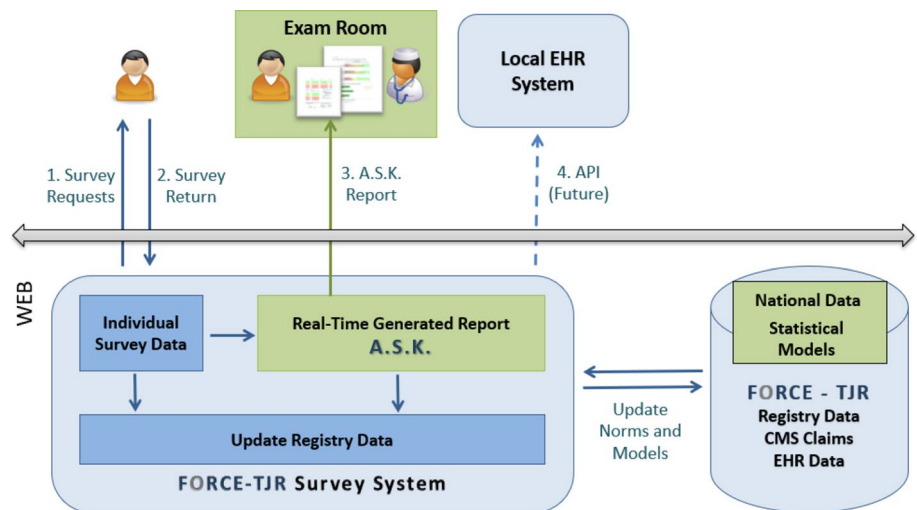 Exam Room
Local EHR
System
1. Survey
Requests
2. Survey
Return
3. A.S.K.
Report
4. API
(Future)
WEB
Individual
Survey Data
Real-Time Generated Report
A.S.K.
Update Registry Data
FORCE-TJR Survey System
Update
Norms and
Models
National Data
Statistical
Models
FORCE - TJR
Registry Data
CMS Claims
EHR Data